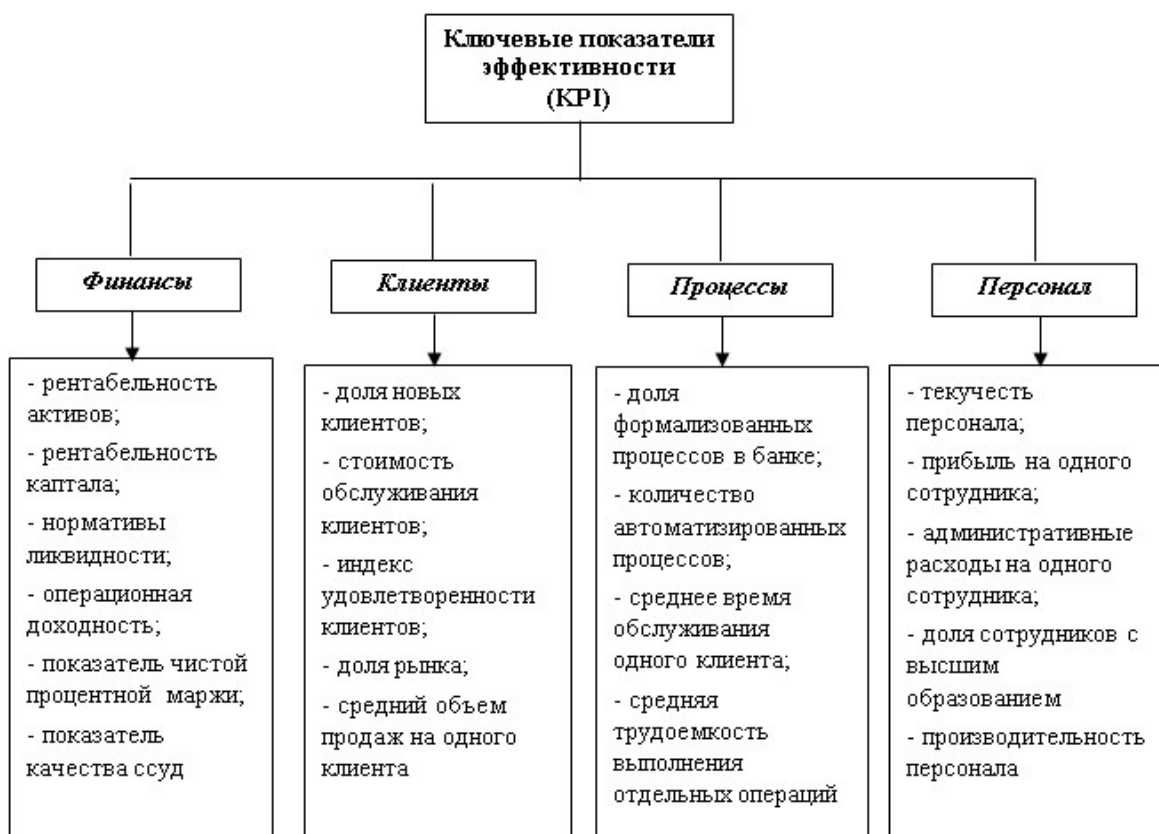 Ключевые показатели
эффективности
(KPI)
Финансы
Клиенты
Процессы
Персонал
- рентабельность
активов;
- рентабельность
каптала;
- нормативы
ликвидности;
- операционная
доходность;
- показатель чистой
процентной маржи;
- показатель
качества ссуд
- доля новых
клиентов;
- стоимость
обслуживания
клиентов;
- индекс
удовлетворенности
клиентов;
- доля рынка;
- средний объем
продаж на одного
клиента
- доля
формализованных
процессов в банке;
- количество
автоматизированных
процессов;
- среднее время
обслуживания
одного клиента;
- средняя
трудоемкость
выполнения
отдельных операций
- текучесть
персонала;
- прибыль на одного
сотрудника;
- административные
расходы на одного
сотрудника;
- доля сотрудников с
высшим
образованием
- производительность
персонала